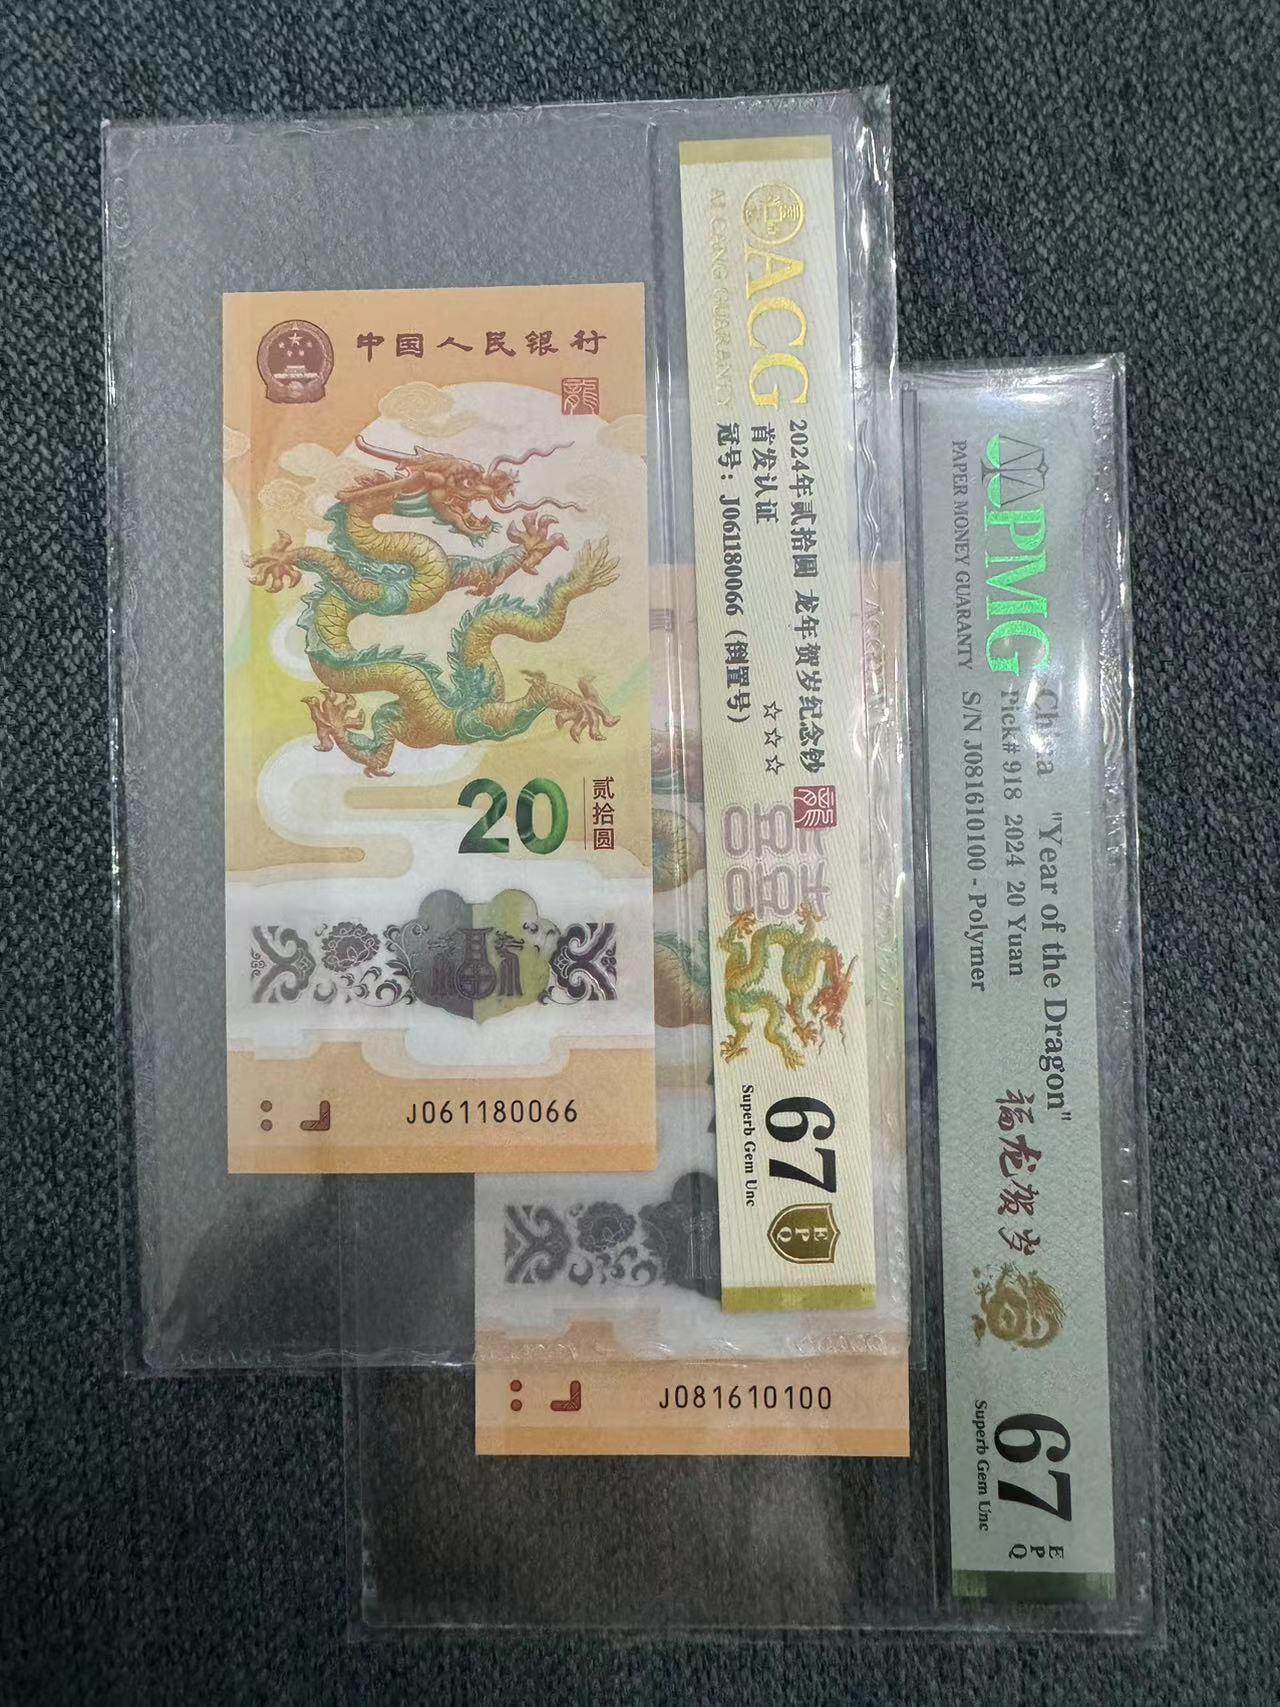 中国人民银行
龍
20
贰拾圆
J061180066
ACG
AI CANG GUARANTY
2024年贰拾圆 龙年贺岁纪念钞
首发认证
冠号：J061180066（倒置号）
☆☆☆
龍
67
Superb Gem Unc
EPQ
J081610100
PMG
PAPER MONEY GUARANTY
China "Year of the Dragon"
Pick# 918 2024 20 Yuan
S/N J081610100 - Polymer
福龙贺岁
67
Superb Gem Unc
EPQ